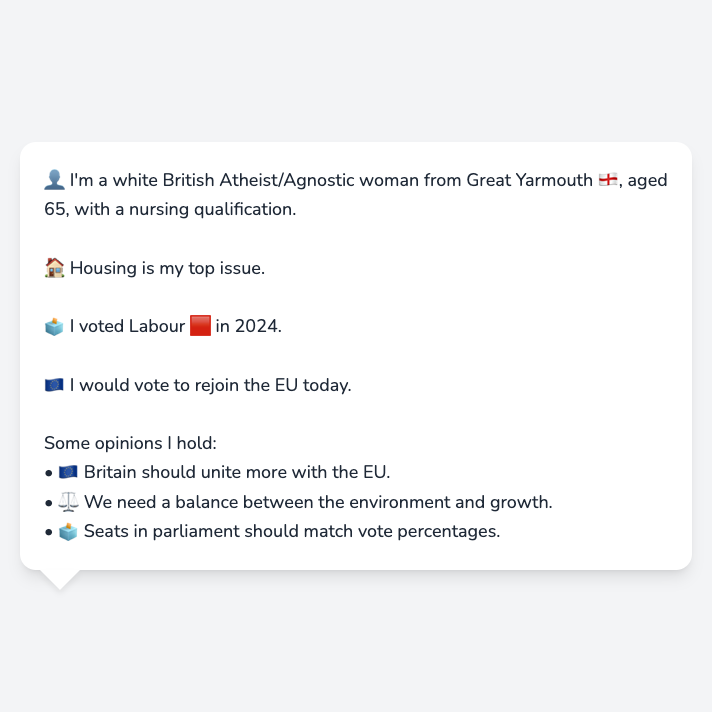 👤 I'm a white British Atheist/Agnostic woman from Great Yarmouth 🏴󠁧󠁢󠁥󠁮󠁧󠁿, aged
65, with a nursing qualification.
🏠 Housing is my top issue.
🗳️ I voted Labour 🟥 in 2024.
🇪🇺 I would vote to rejoin the EU today.
Some opinions I hold:
• 🇪🇺 Britain should unite more with the EU.
• ⚖️ We need a balance between the environment and growth.
• 🗳️ Seats in parliament should match vote percentages.